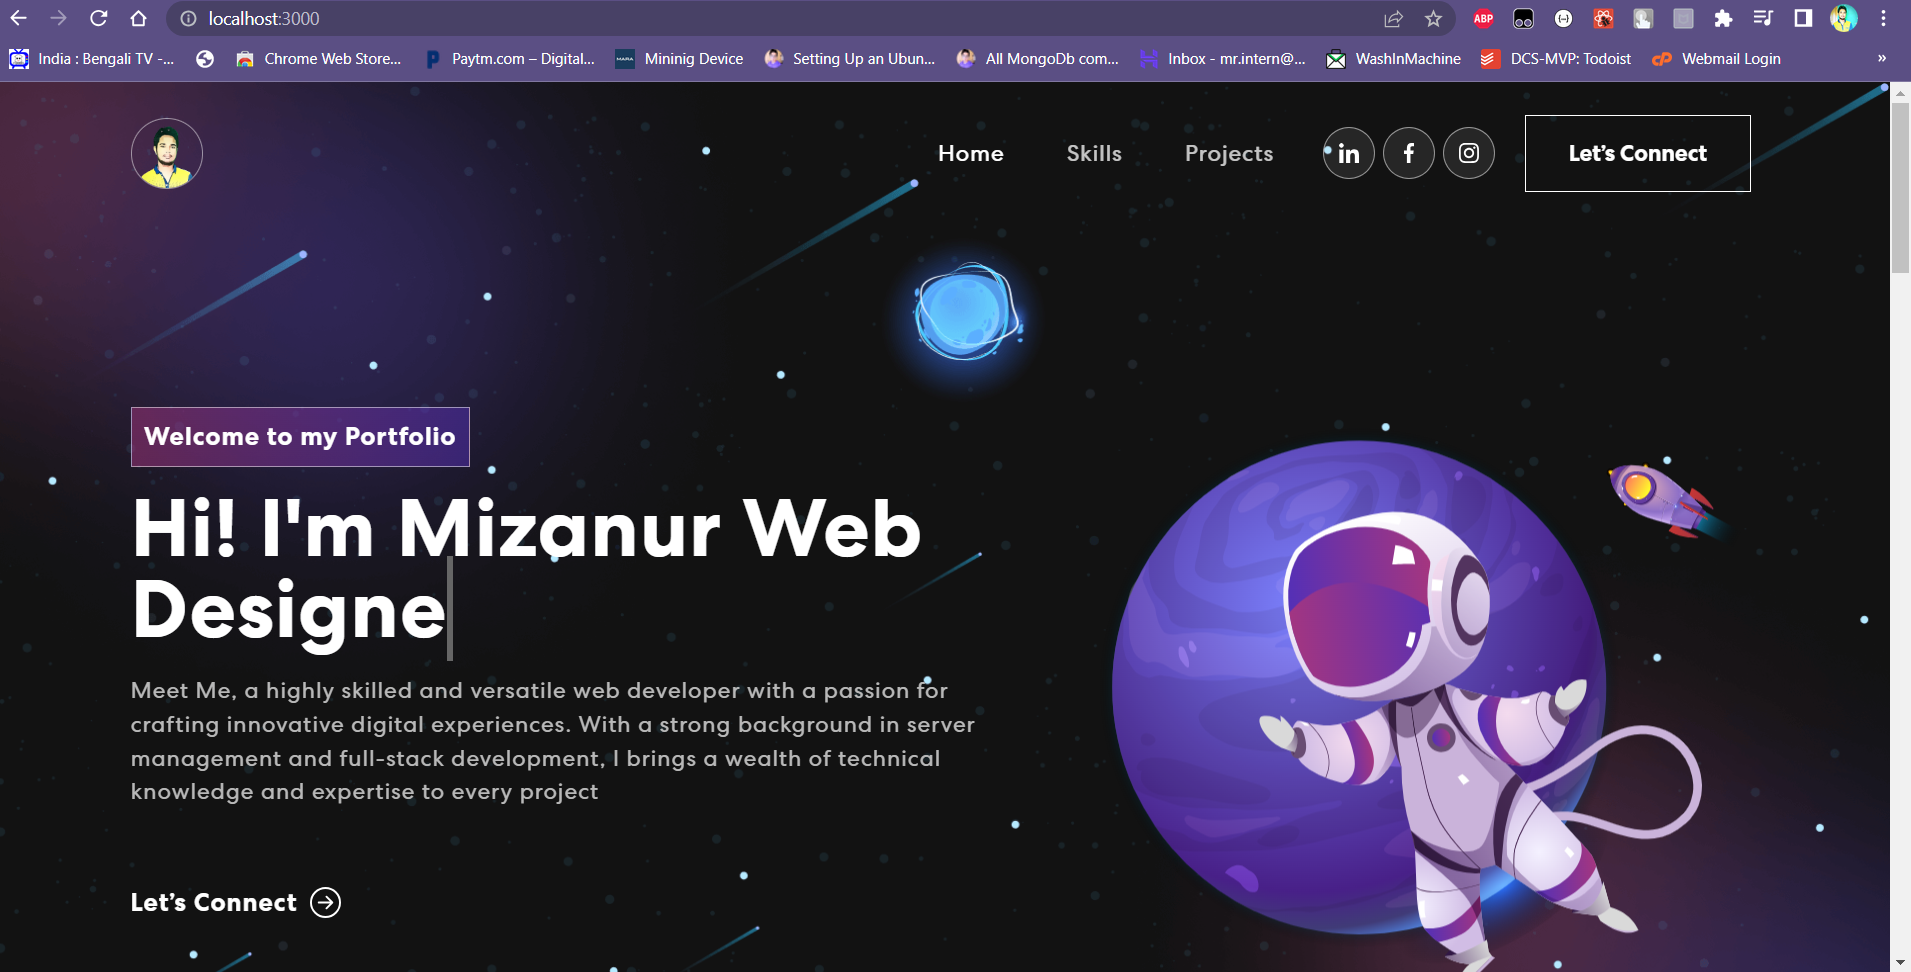 localhost:3000
ABP
India : Bengali TV -...
Chrome Web Store...
Paytm.com – Digital...
MARA
Mininig Device
Setting Up an Ubun...
All MongoDb com...
Inbox - mr.intern@...
WashInMachine
DCS-MVP: Todoist
cP
Webmail Login
»
Home
Skills
Projects
in
f
Let’s Connect
Welcome to my Portfolio
Hi! I'm Mizanur Web
Designe
Meet Me, a highly skilled and versatile web developer with a passion for
crafting innovative digital experiences. With a strong background in server
management and full-stack development, I brings a wealth of technical
knowledge and expertise to every project
Let’s Connect